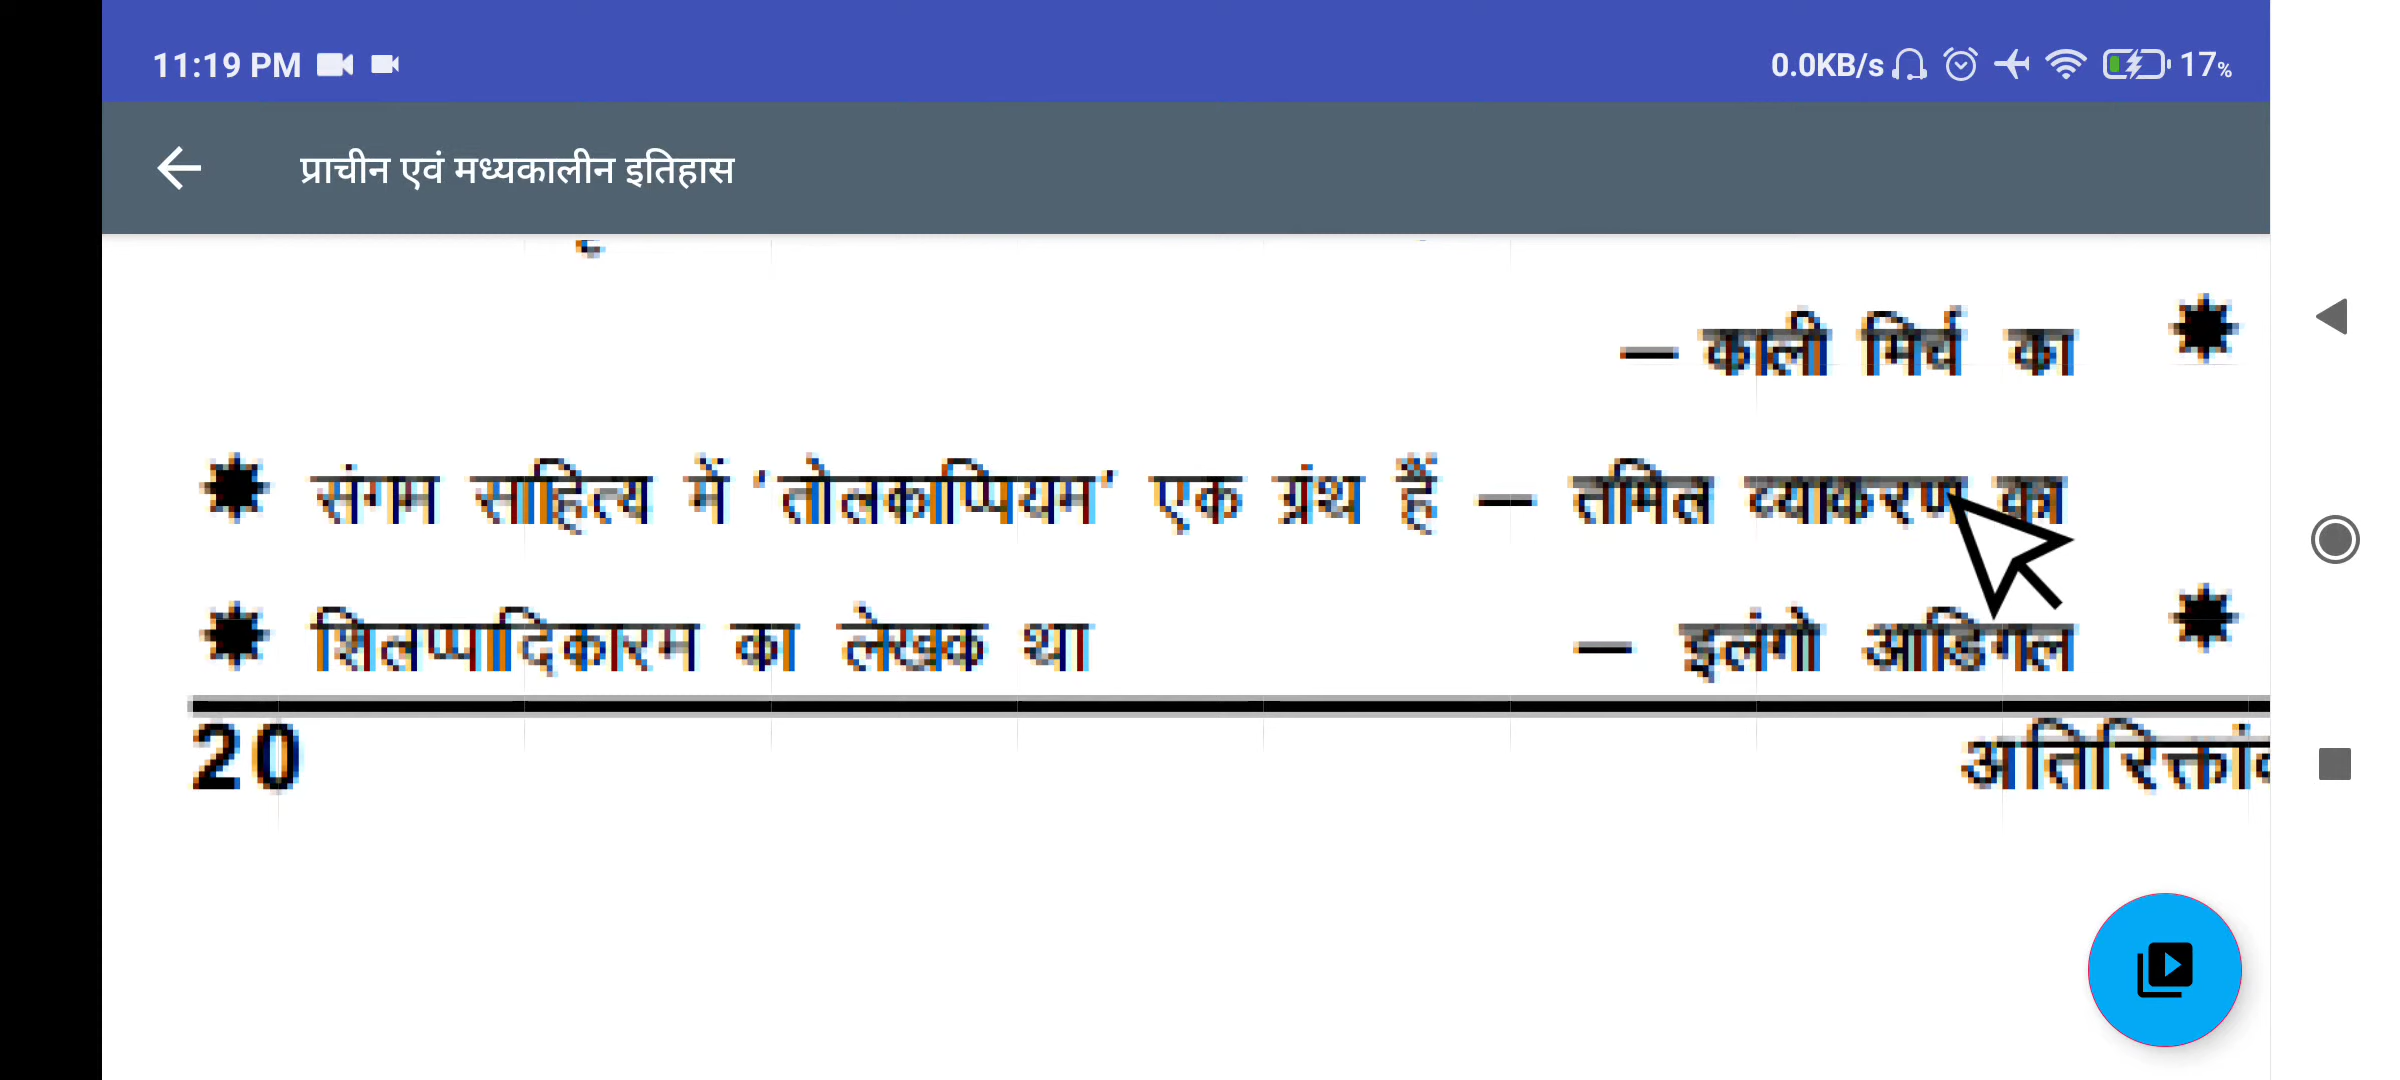 11:19 PM 0.0KB/s 17%
प्राचीन एवं मध्यकालीन इतिहास
— काली मिर्च का
संगम साहित्य में 'तोलकाप्पियम' एक ग्रंथ हैं — तमिल व्याकरण का
शिलप्पादिकारम का लेखक था — इलंगो आडिगल
20